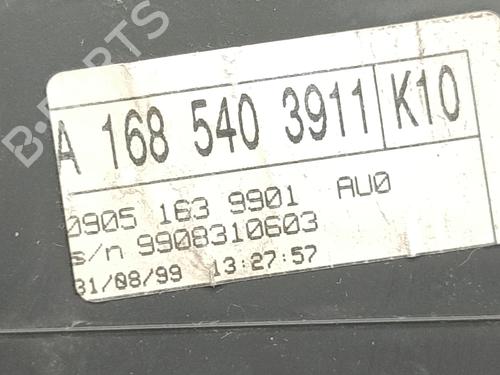 B-PARTS
A 168 540 3911 K10
0905 163 9901 AU0
s/n 9908310603
31/08/99 13:27:57